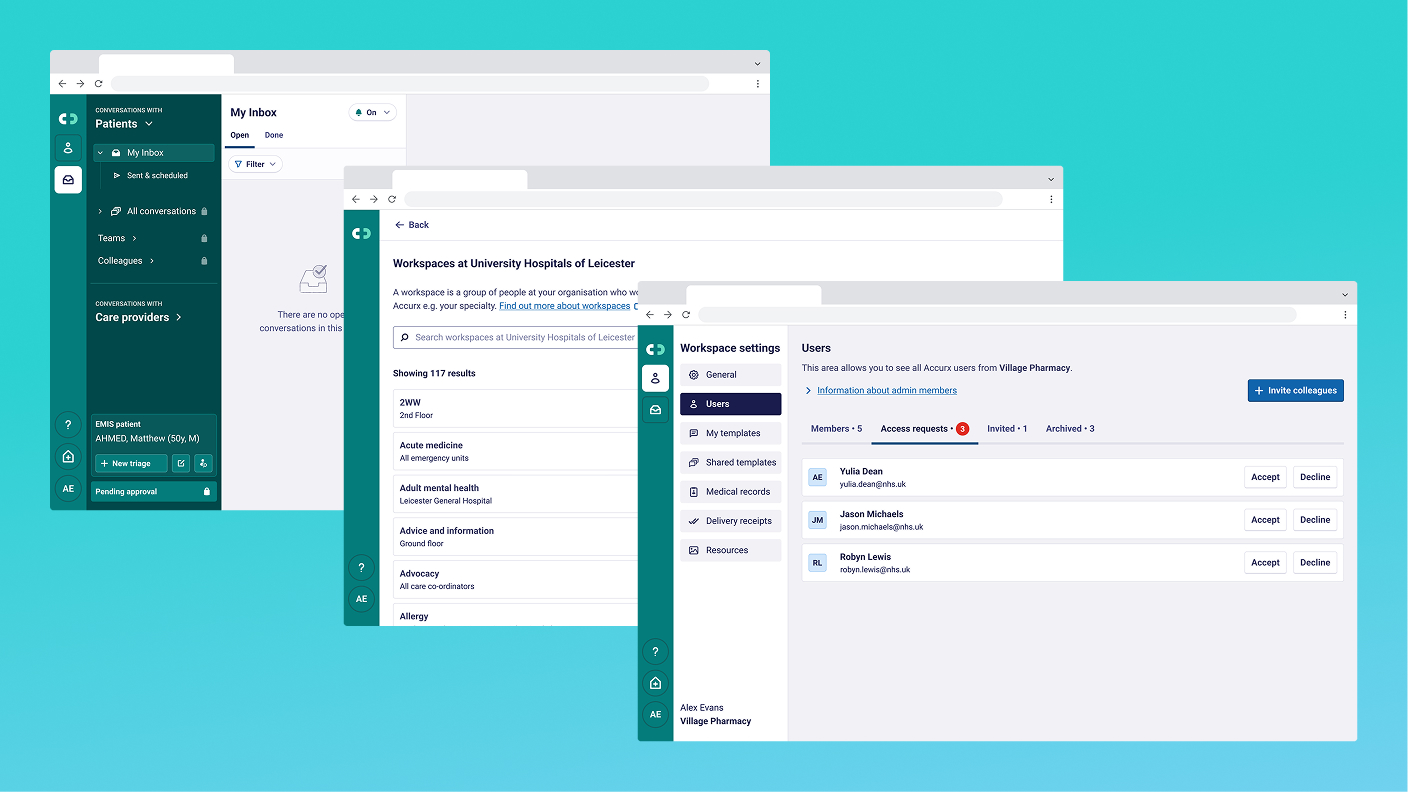 CONVERSATIONS WITH
Patients
My Inbox
Sent & scheduled
All conversations
Teams
Colleagues
CONVERSATIONS WITH
Care providers
?
EMIS patient
AHMED, Matthew (50y, M)
+ New triage
AE
Pending approval
My Inbox
On
Open Done
Filter
There are no ope
conversations in this
Back
Workspaces at University Hospitals of Leicester
A workspace is a group of people at your organisation who w
Accurx e.g. your specialty. Find out more about workspaces
Search workspaces at University Hospitals of Leicester
Showing 117 results
2WW
2nd Floor
Acute medicine
All emergency units
Adult mental health
Leicester General Hospital
Advice and information
Ground floor
Advocacy
All care co-ordinators
Allergy
?
AE
Workspace settings
General
Users
My templates
Shared templates
Medical records
Delivery receipts
Resources
?
AE
Alex Evans
Village Pharmacy
Users
This area allows you to see all Accurx users from Village Pharmacy.
Information about admin members
+ Invite colleagues
Members • 5 Access requests • 3 Invited • 1 Archived • 3
AE Yulia Dean Accept Decline
yulia.dean@nhs.uk
JM Jason Michaels Accept Decline
jason.michaels@nhs.uk
RL Robyn Lewis Accept Decline
robyn.lewis@nhs.uk